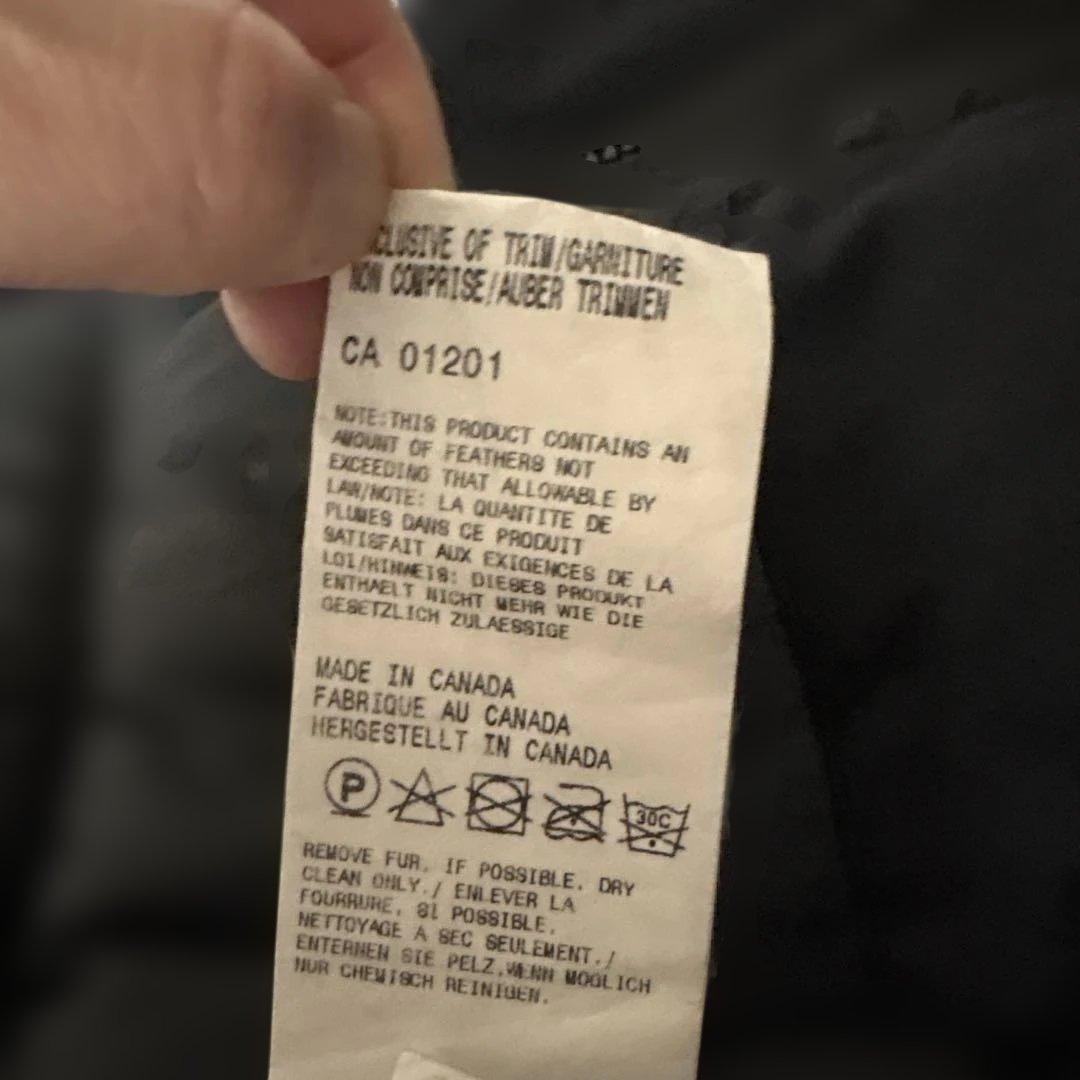 CLUSIVE OF TRIM/GARNITURE
NON COMPRISE/AUBER TRIMMEN
CA 01201
NOTE:THIS PRODUCT CONTAINS AN
AMOUNT OF FEATHERS NOT
EXCEEDING THAT ALLOWABLE BY
LAW/NOTE: LA QUANTITE DE
PLUMES DANS CE PRODUIT
SATISFAIT AUX EXIGENCES DE LA
LOI/HINWEIS: DIESES PRODUKT
ENTHAELT NICHT MEHR WIE DIE
GESETZLICH ZULAESSIGE
MADE IN CANADA
FABRIQUE AU CANADA
HERGESTELLT IN CANADA
P 30C
REMOVE FUR, IF POSSIBLE. DRY
CLEAN ONLY./ ENLEVER LA
FOURRURE, SI POSSIBLE.
NETTOYAGE A SEC SEULEMENT./
ENTERNEN SIE PELZ,WENN MOGLICH
NUR CHEMISCH REINIGEN.